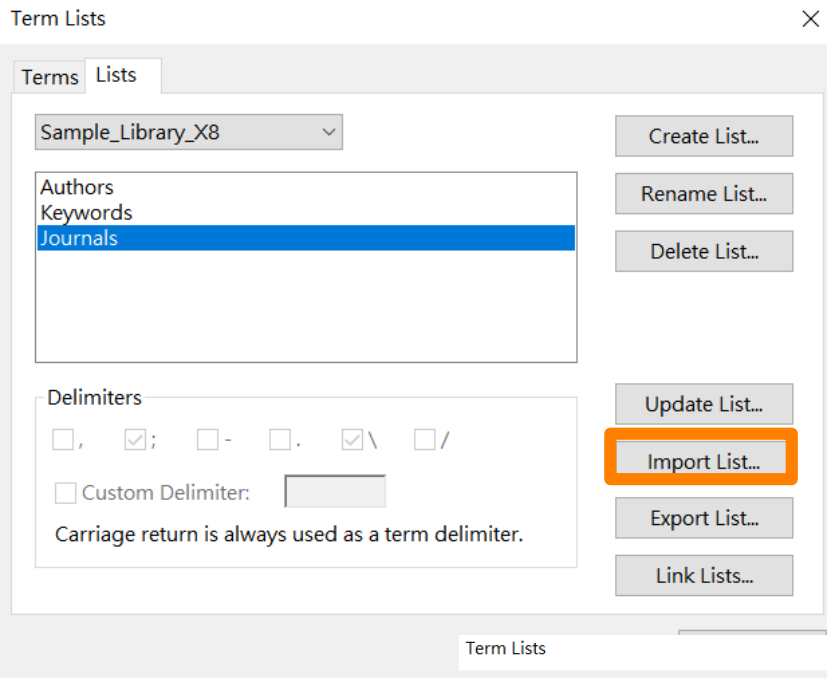 Term Lists
Terms Lists
Sample_Library_X8
Create List...
Authors
Keywords
Journals
Rename List...
Delete List...
Delimiters
, ; - . \ /
Custom Delimiter:
Carriage return is always used as a term delimiter.
Update List...
Import List...
Export List...
Link Lists...
Term Lists